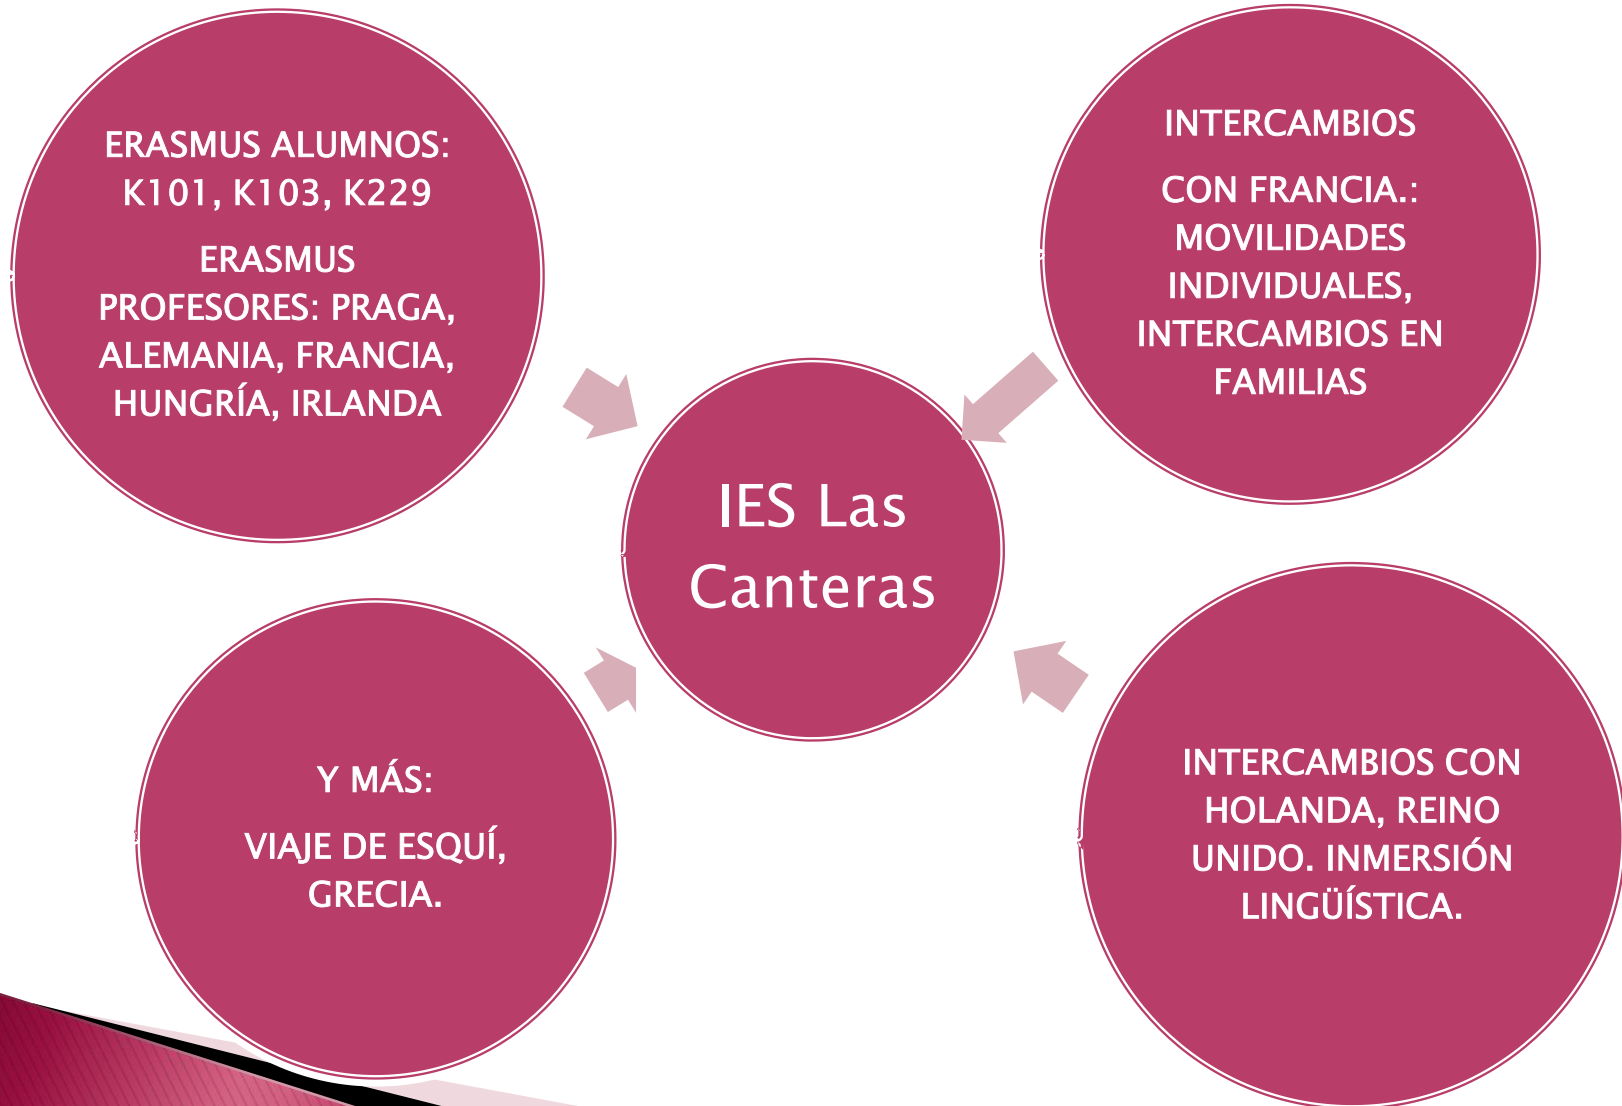 ERASMUS ALUMNOS:
K101, K103, K229
ERASMUS
PROFESORES: PRAGA,
ALEMANIA, FRANCIA,
HUNGRÍA, IRLANDA
INTERCAMBIOS
CON FRANCIA.:
MOVILIDADES
INDIVIDUALES,
INTERCAMBIOS EN
FAMILIAS
IES Las
Canteras
Y MÁS:
VIAJE DE ESQUÍ,
GRECIA.
INTERCAMBIOS CON
HOLANDA, REINO
UNIDO. INMERSIÓN
LINGÜÍSTICA.